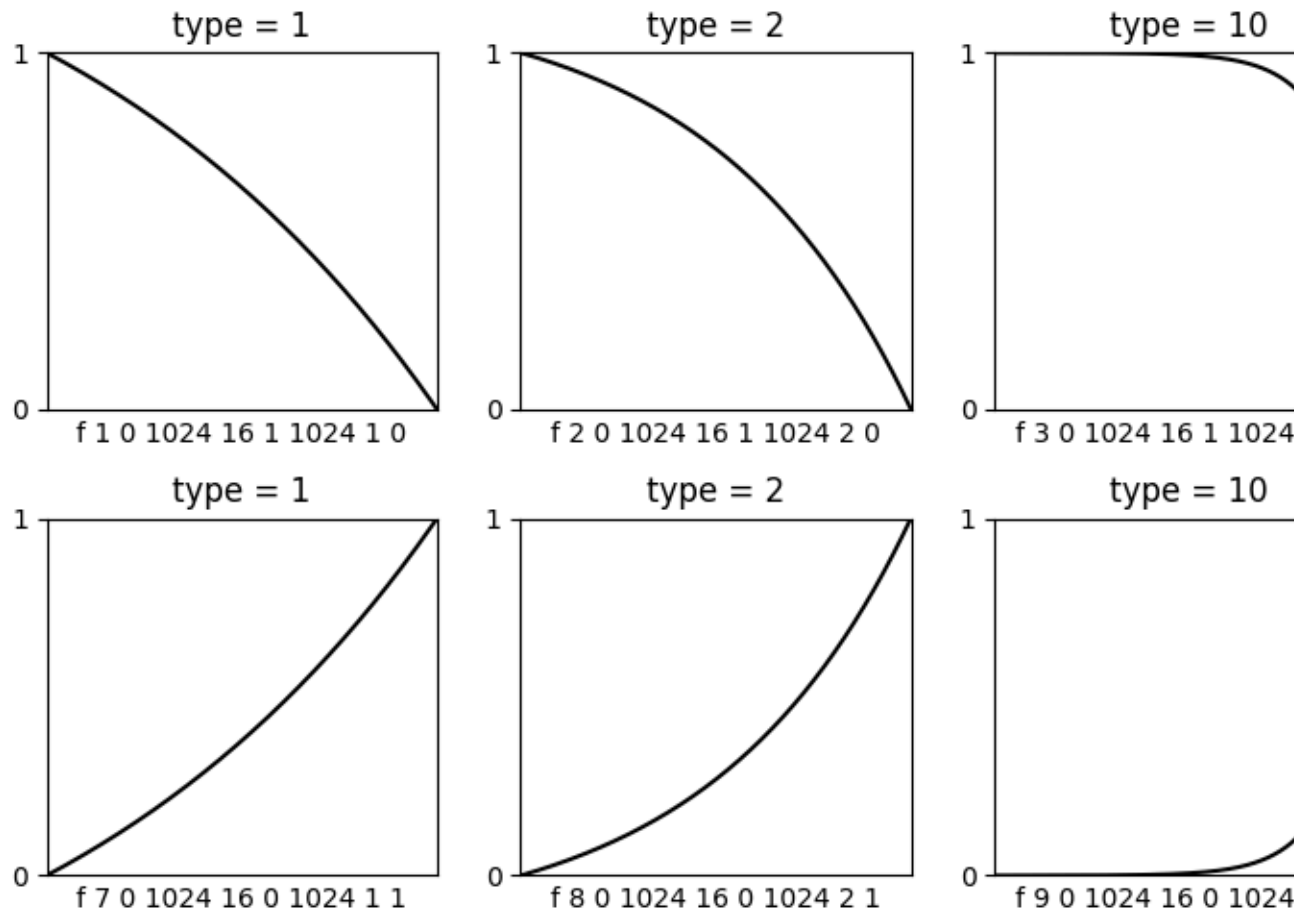 type = 1
type = 2
type = 10
1
1
1
0
0
0
f 1 0 1024 16 1 1024 1 0
f 2 0 1024 16 1 1024 2 0
f 3 0 1024 16 1 1024
type = 1
type = 2
type = 10
1
1
1
0
0
0
f 7 0 1024 16 0 1024 1 1
f 8 0 1024 16 0 1024 2 1
f 9 0 1024 16 0 1024